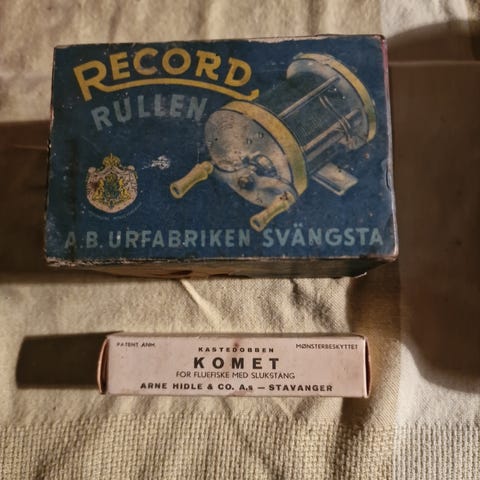 RECORD
RULLEN
A.B. URFABRIKEN SVÄNGSTA
PATENT ANM. KASTEDOBBEN MØNSTERBESKYTTET
KOMET
FOR FLUEFISKE MED SLUKSTANG
ARNE HIDLE & CO. A.s — STAVANGER